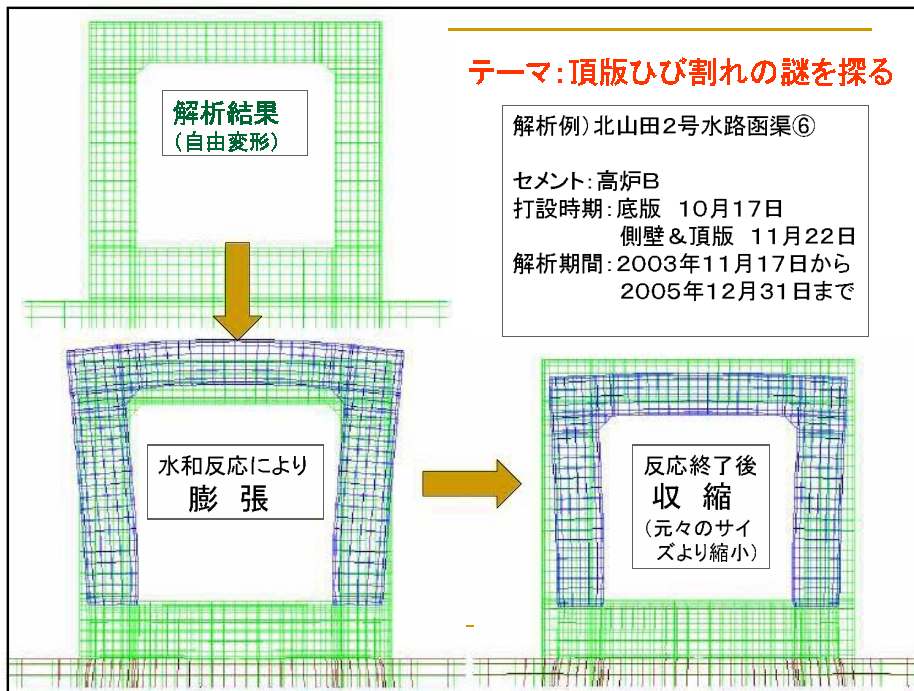 テーマ：頂版ひび割れの謎を探る
解析結果
（自由変形）
解析例）北山田２号水路函渠⑥
セメント：高炉Ｂ
打設時期：底版　１０月１７日
側壁＆頂版　１１月２２日
解析期間：２００３年１１月１７日から
２００５年１２月３１日まで
水和反応により
膨　張
反応終了後
収　縮
（元々のサイ
ズより縮小）